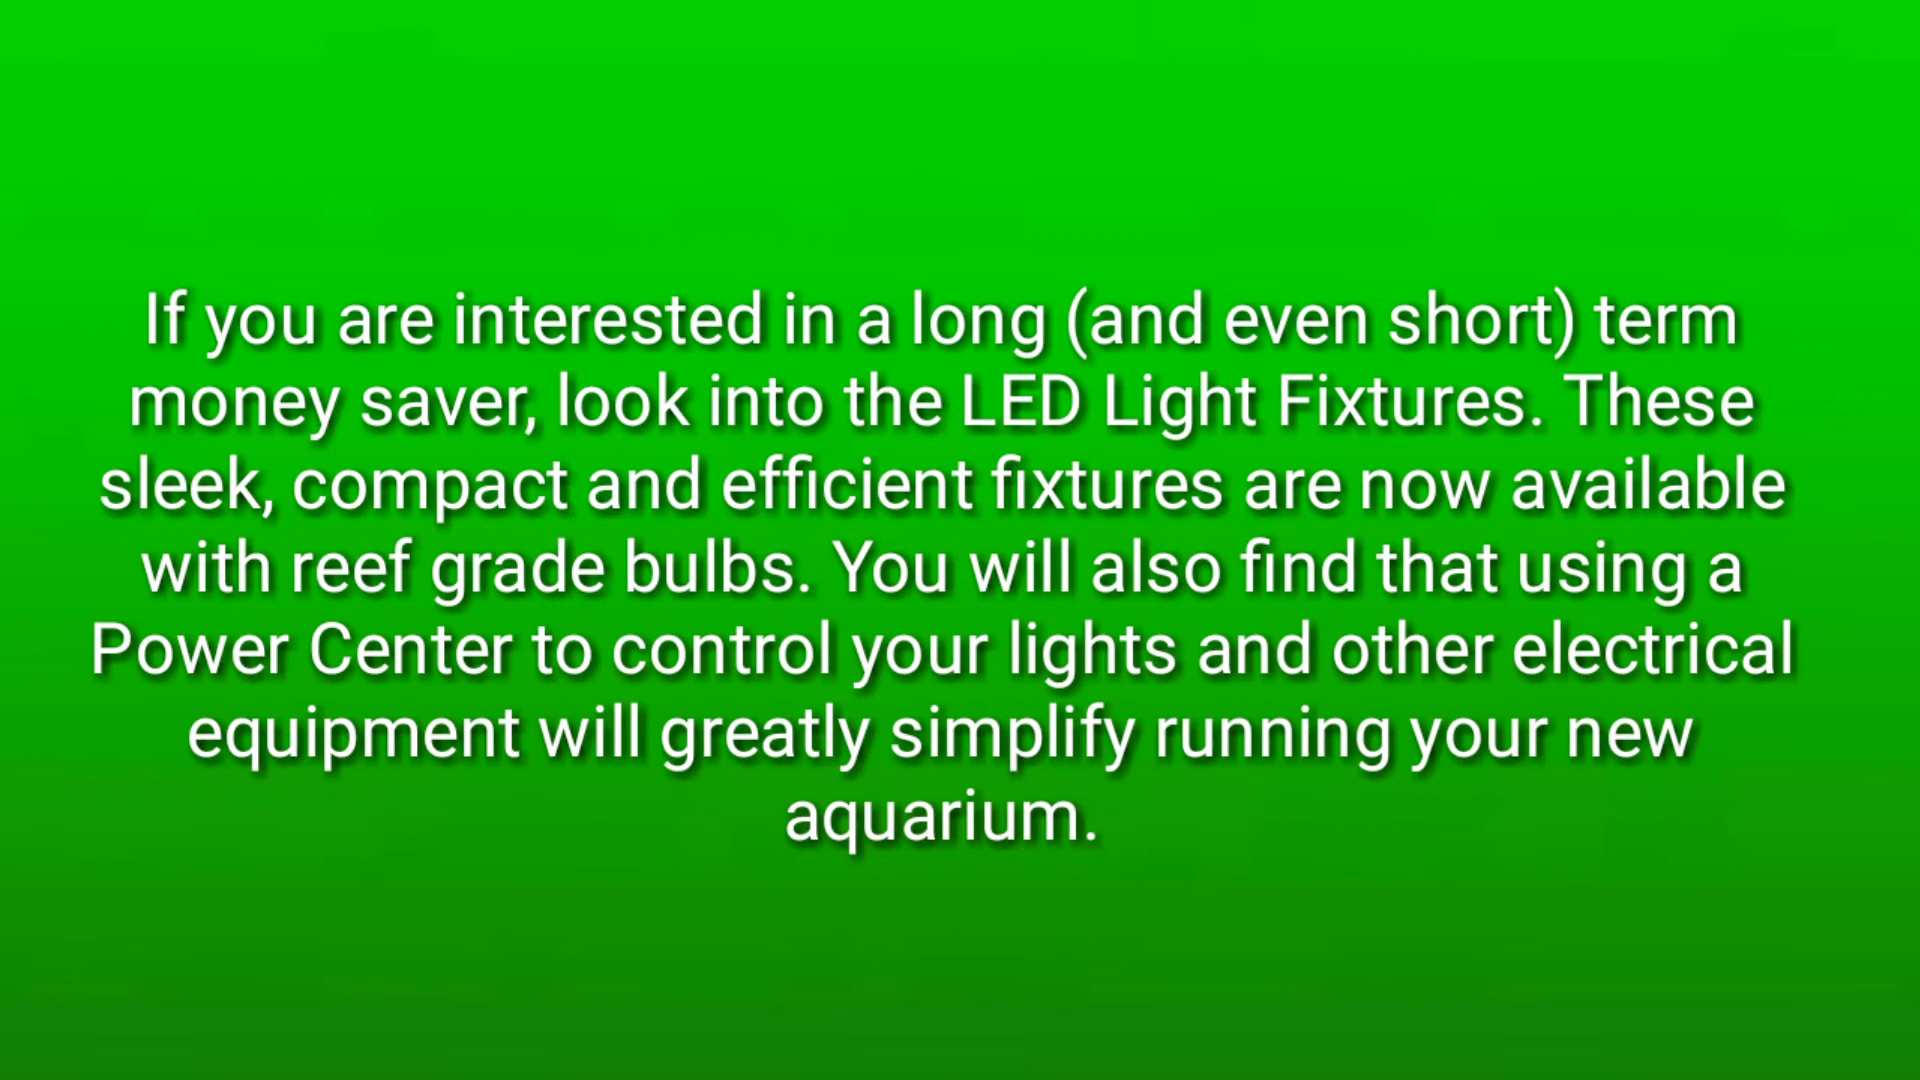 If you are interested in a long (and even short) term
money saver, look into the LED Light Fixtures. These
sleek, compact and efficient fixtures are now available
with reef grade bulbs. You will also find that using a
Power Center to control your lights and other electrical
equipment will greatly simplify running your new
aquarium.